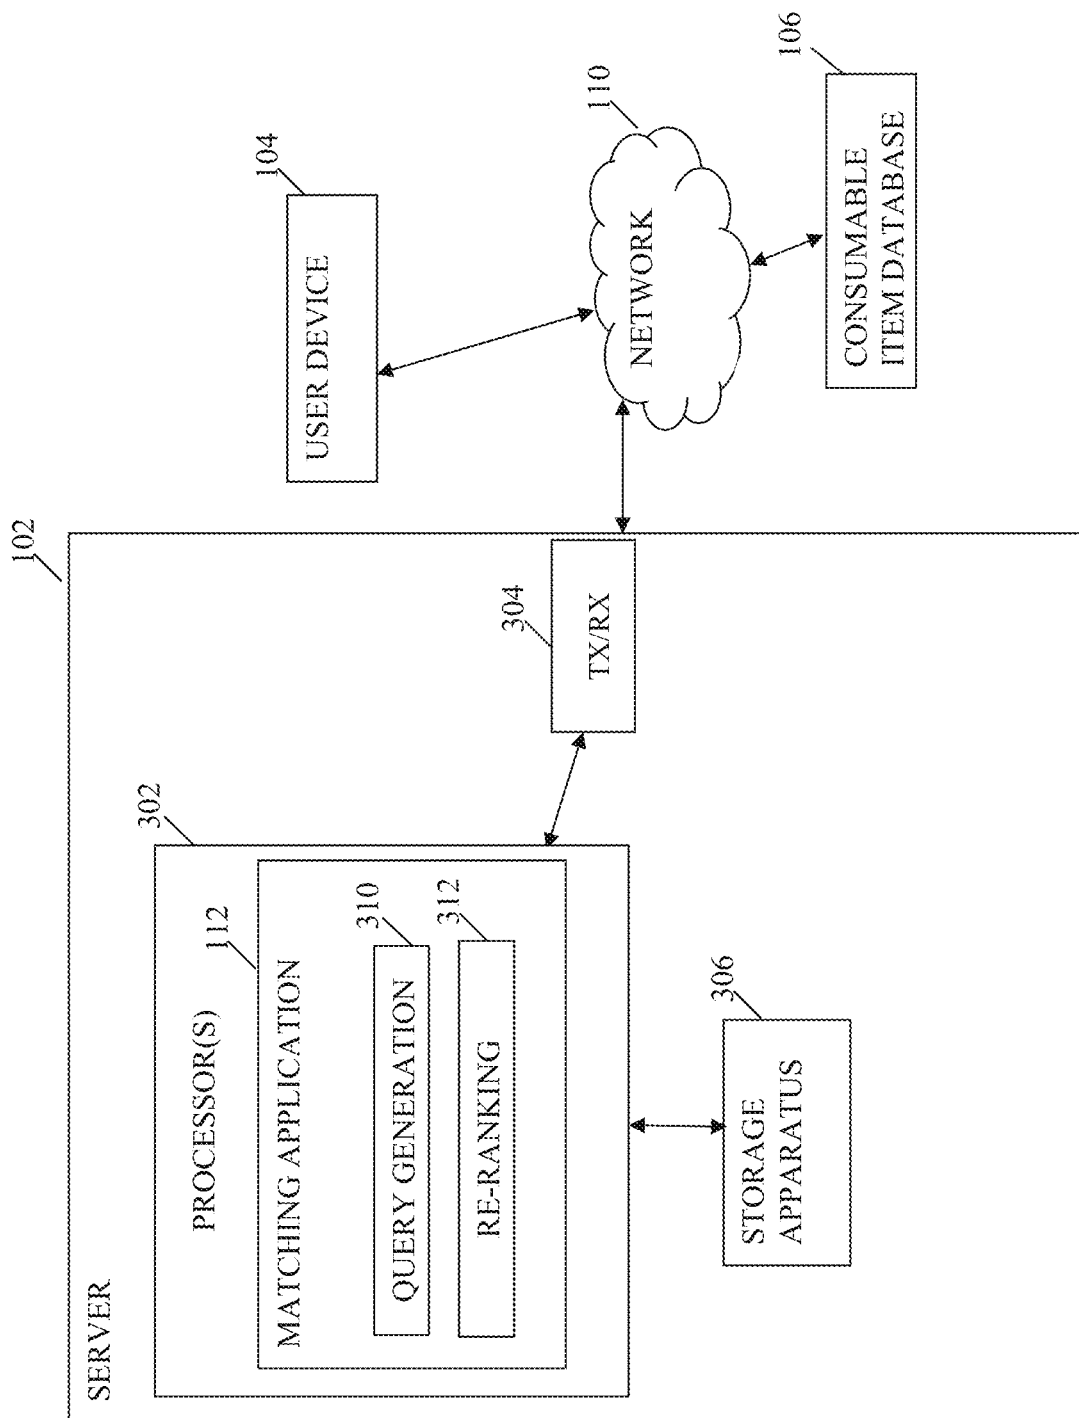 SERVER
102
PROCESSOR(S)
302
MATCHING APPLICATION
112
QUERY GENERATION
310
RE-RANKING
312
STORAGE
APPARATUS
306
TX/RX
304
USER DEVICE
104
NETWORK
110
CONSUMABLE
ITEM DATABASE
106